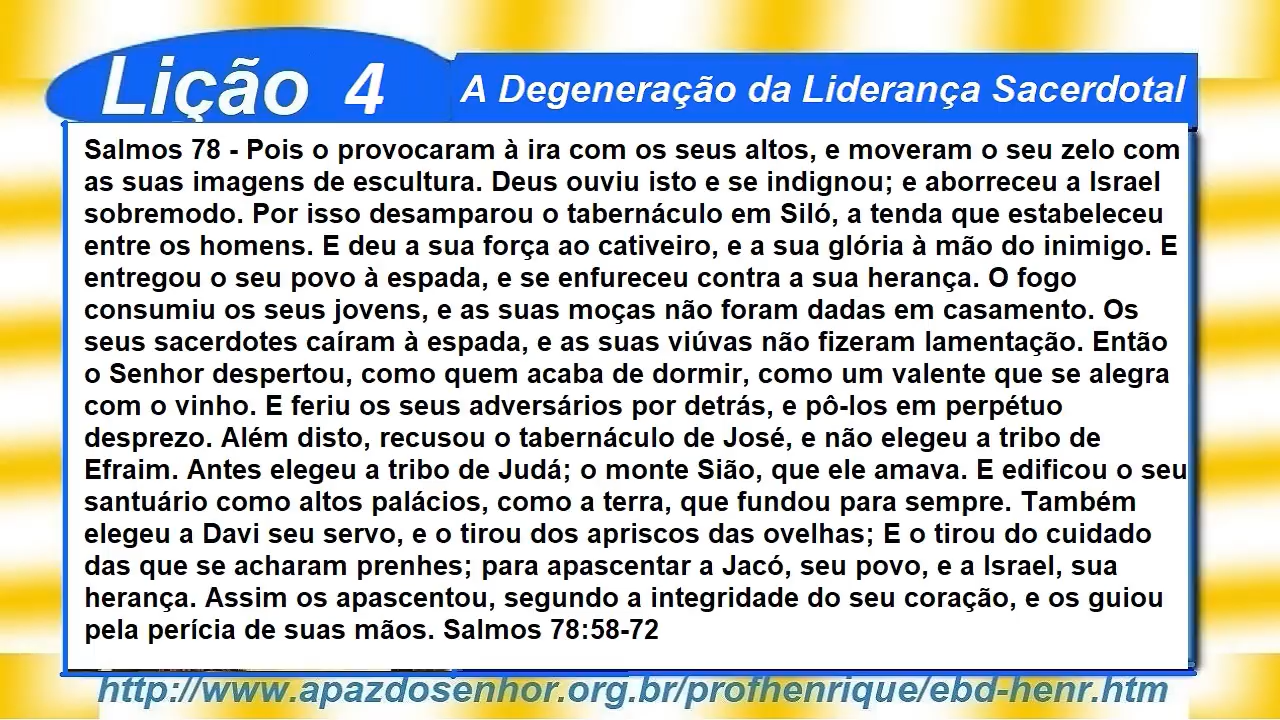 Lição 4
A Degeneração da Liderança Sacerdotal
Salmos 78 - Pois o provocaram à ira com os seus altos, e moveram o seu zelo com
as suas imagens de escultura. Deus ouviu isto e se indignou; e aborreceu a Israel
sobremodo. Por isso desamparou o tabernáculo em Siló, a tenda que estabeleceu
entre os homens. E deu a sua força ao cativeiro, e a sua glória à mão do inimigo. E
entregou o seu povo à espada, e se enfureceu contra a sua herança. O fogo
consumiu os seus jovens, e as suas moças não foram dadas em casamento. Os
seus sacerdotes caíram à espada, e as suas viúvas não fizeram lamentação. Então
o Senhor despertou, como quem acaba de dormir, como um valente que se alegra
com o vinho. E feriu os seus adversários por detrás, e pô-los em perpétuo
desprezo. Além disto, recusou o tabernáculo de José, e não elegeu a tribo de
Efraim. Antes elegeu a tribo de Judá; o monte Sião, que ele amava. E edificou o seu
santuário como altos palácios, como a terra, que fundou para sempre. Também
elegeu a Davi seu servo, e o tirou dos apriscos das ovelhas; E o tirou do cuidado
das que se acharam prenhes; para apascentar a Jacó, seu povo, e a Israel, sua
herança. Assim os apascentou, segundo a integridade do seu coração, e os guiou
pela perícia de suas mãos. Salmos 78:58-72
http://www.apazdosenhor.org.br/profhenrique/ebd-henr.htm